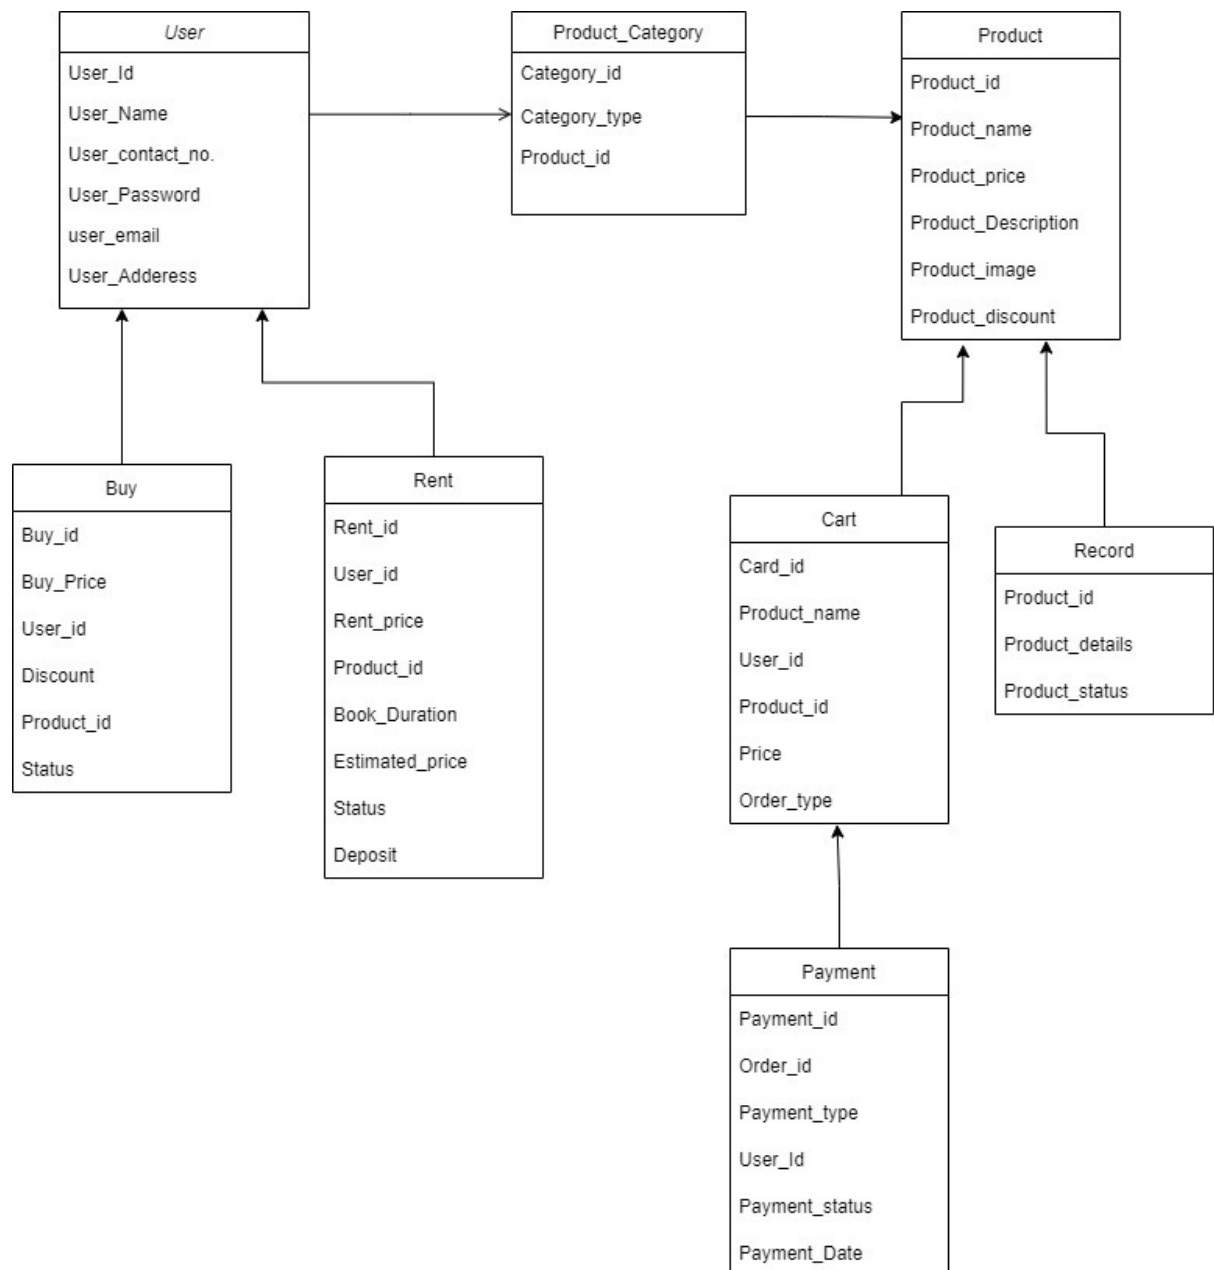 User
User_Id
User_Name
User_contact_no.
User_Password
user_email
User_Adderess
Product_Category
Category_id
Category_type
Product_id
Product
Product_id
Product_name
Product_price
Product_Description
Product_image
Product_discount
Buy
Buy_id
Buy_Price
User_id
Discount
Product_id
Status
Rent
Rent_id
User_id
Rent_price
Product_id
Book_Duration
Estimated_price
Status
Deposit
Cart
Card_id
Product_name
User_id
Product_id
Price
Order_type
Record
Product_id
Product_details
Product_status
Payment
Payment_id
Order_id
Payment_type
User_Id
Payment_status
Payment_Date